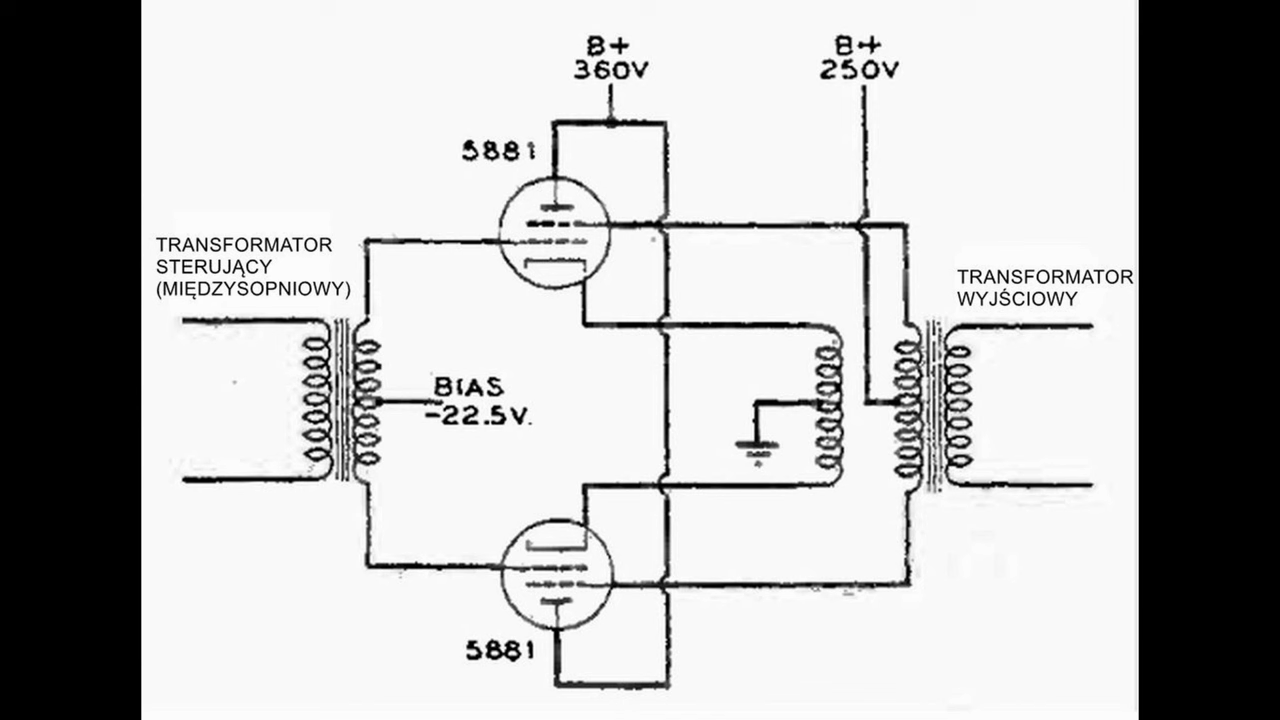 B+
360V
B+
250V
5881
TRANSFORMATOR
STERUJĄCY
(MIĘDZYSOPNIOWY)
TRANSFORMATOR
WYJŚCIOWY
BIAS
-22.5V.
5881